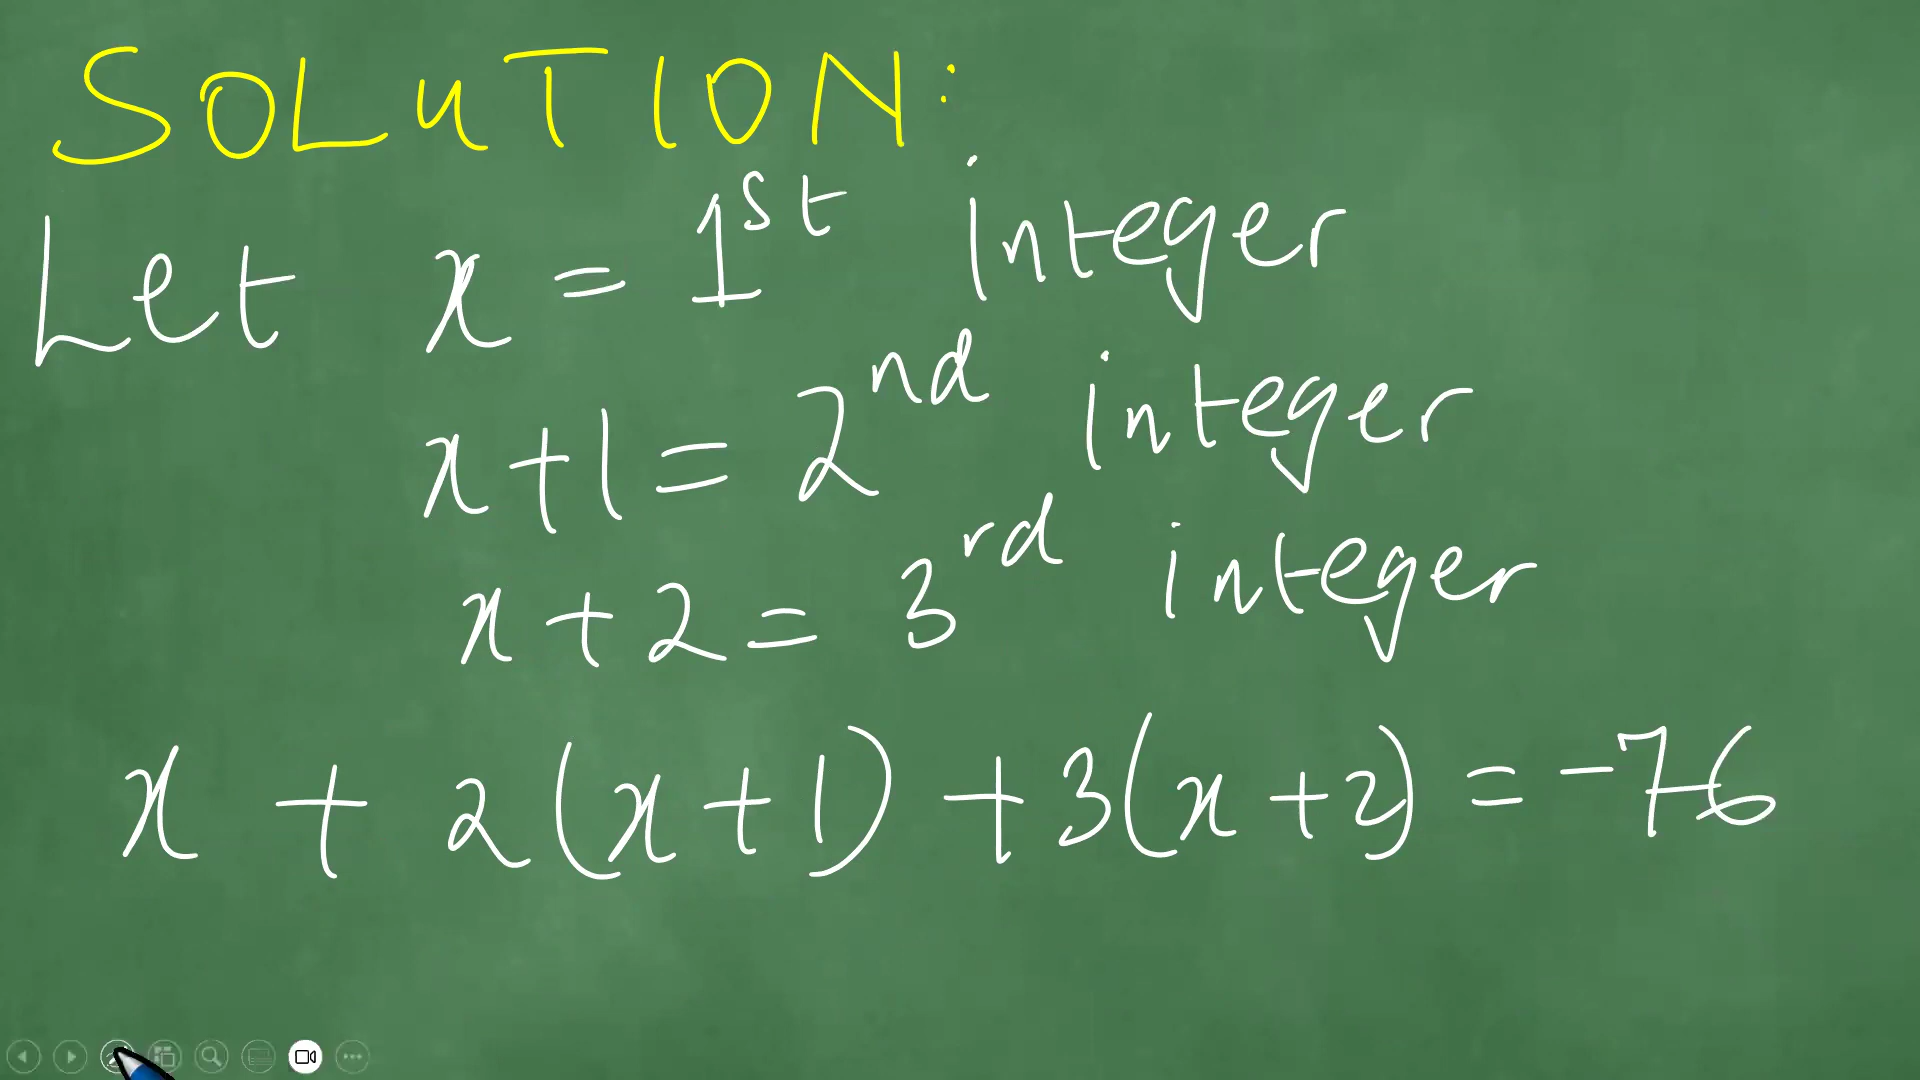 SOLUTION:
Let x = 1st integer
x+1 = 2nd integer
x+2 = 3rd integer
x + 2(x+1) + 3(x+2) = -76